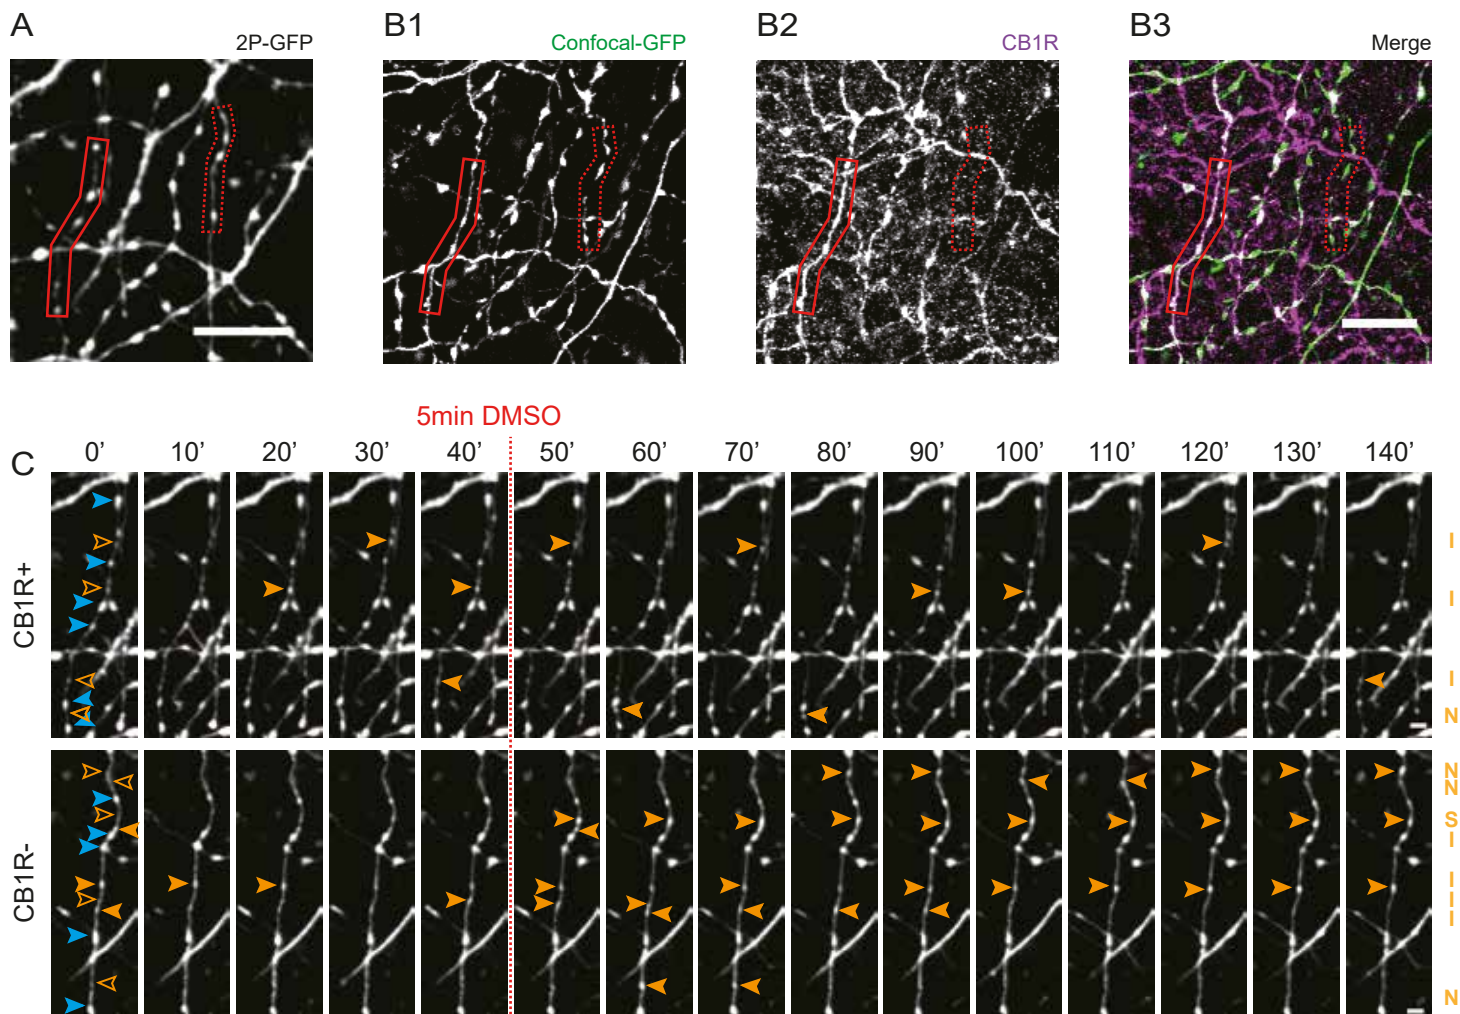 A
2P-GFP
B1
Confocal-GFP
B2
CB1R
B3
Merge
5min DMSO
C
0' 10' 20' 30' 40' 50' 60' 70' 80' 90' 100' 110' 120' 130' 140'
CB1R+
I
I
I
N
CB1R-
N
N
S
I
I
I
I
N